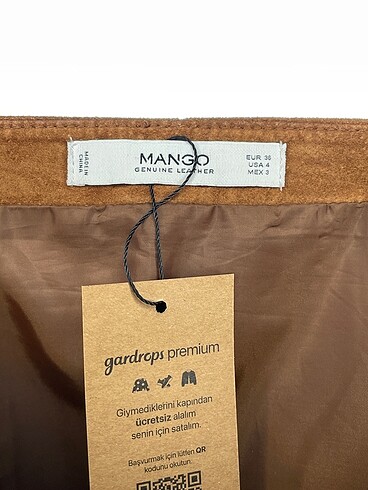 MADE IN
CHINA
MANGO
GENUINE LEATHER
EUR 36
USA 4
MEX 3
gardrops premium
Giymediklerini kapından
ücretsiz alalım
senin için satalım.
Başvurmak için lütfen QR
kodunu okutun.